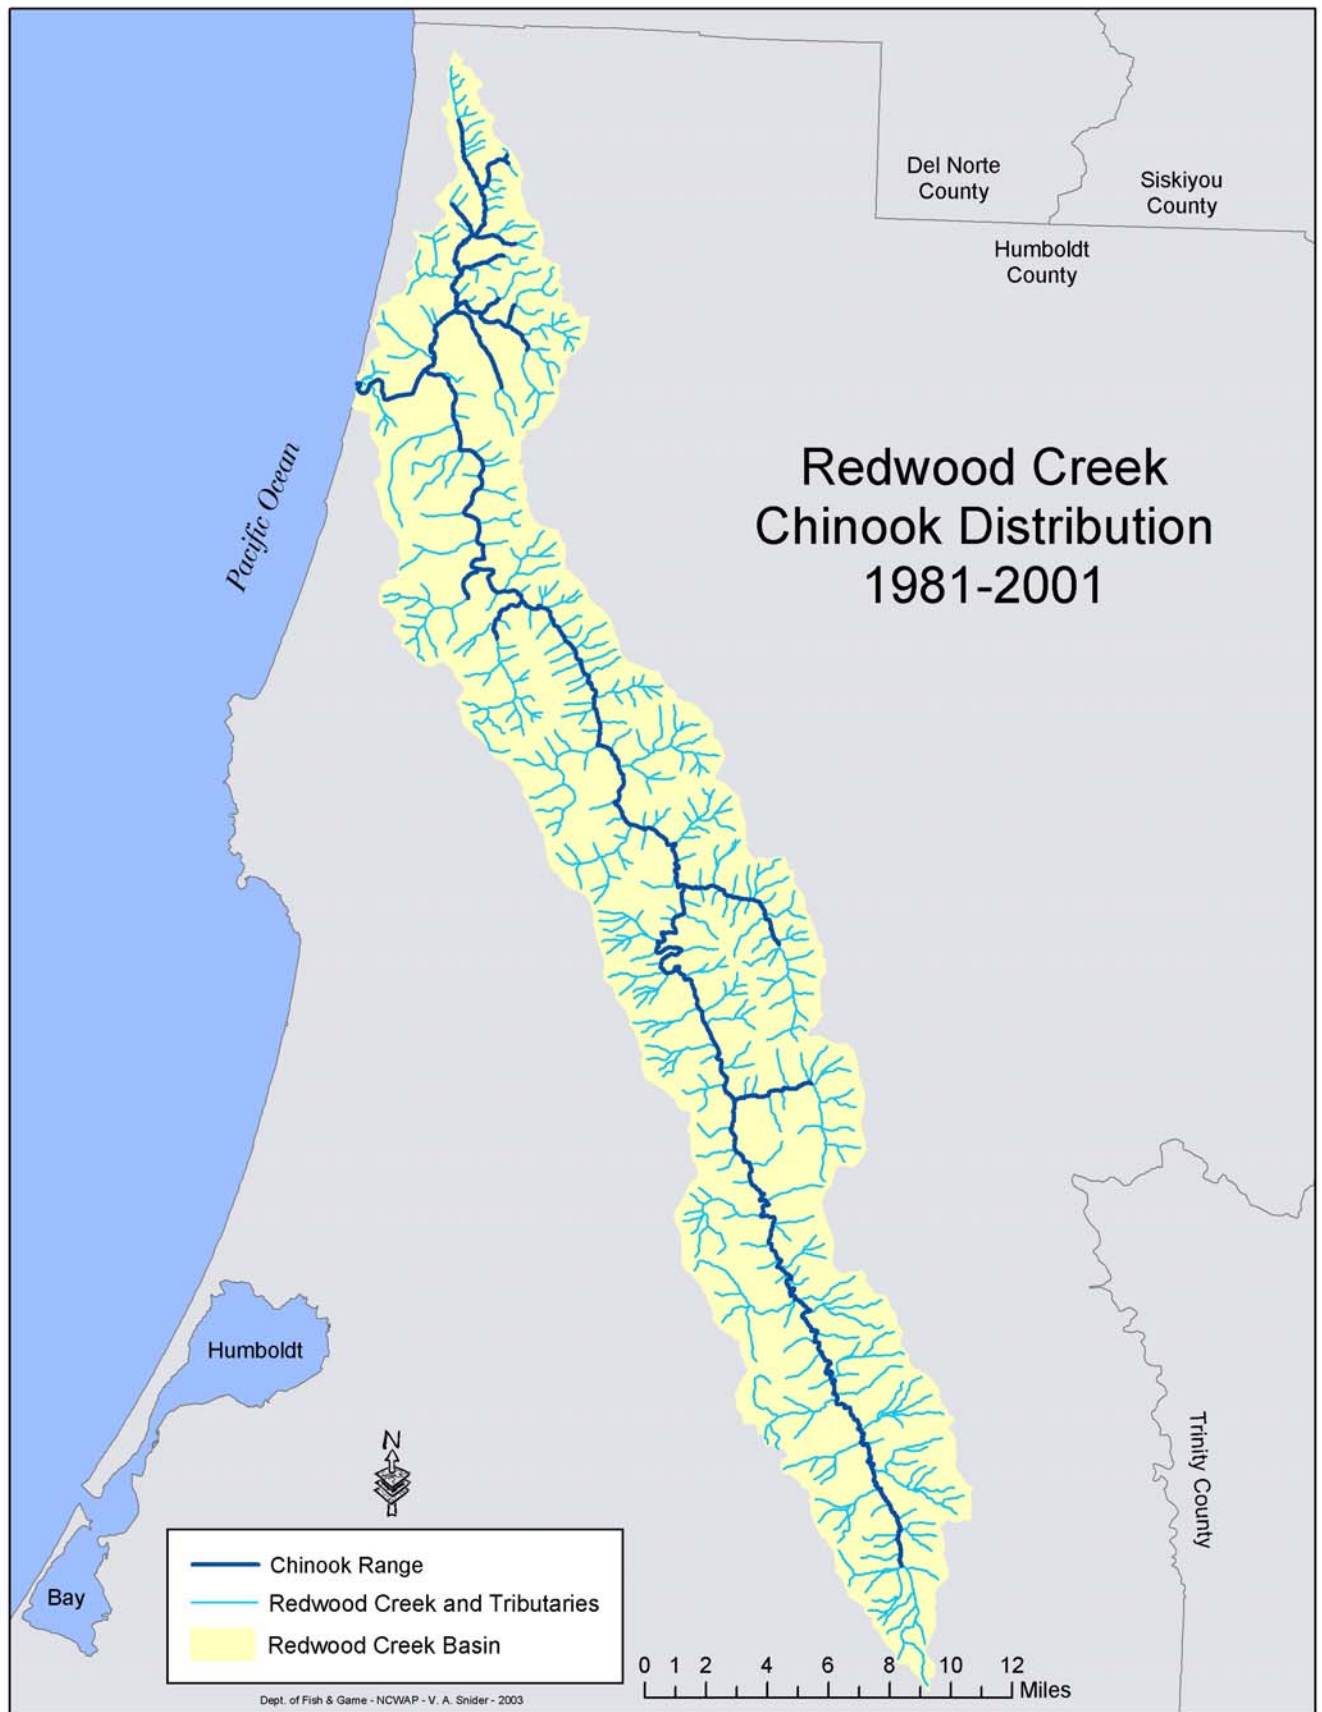 Del Norte
County
Siskiyou
County
Humboldt
County
Redwood Creek
Chinook Distribution
1981-2001
Pacific Ocean
Humboldt
Bay
Trinity County
N
Chinook Range
Redwood Creek and Tributaries
Redwood Creek Basin
0 1 2 4 6 8 10 12
Miles
Dept. of Fish & Game - NCWAP - V. A. Snider - 2003